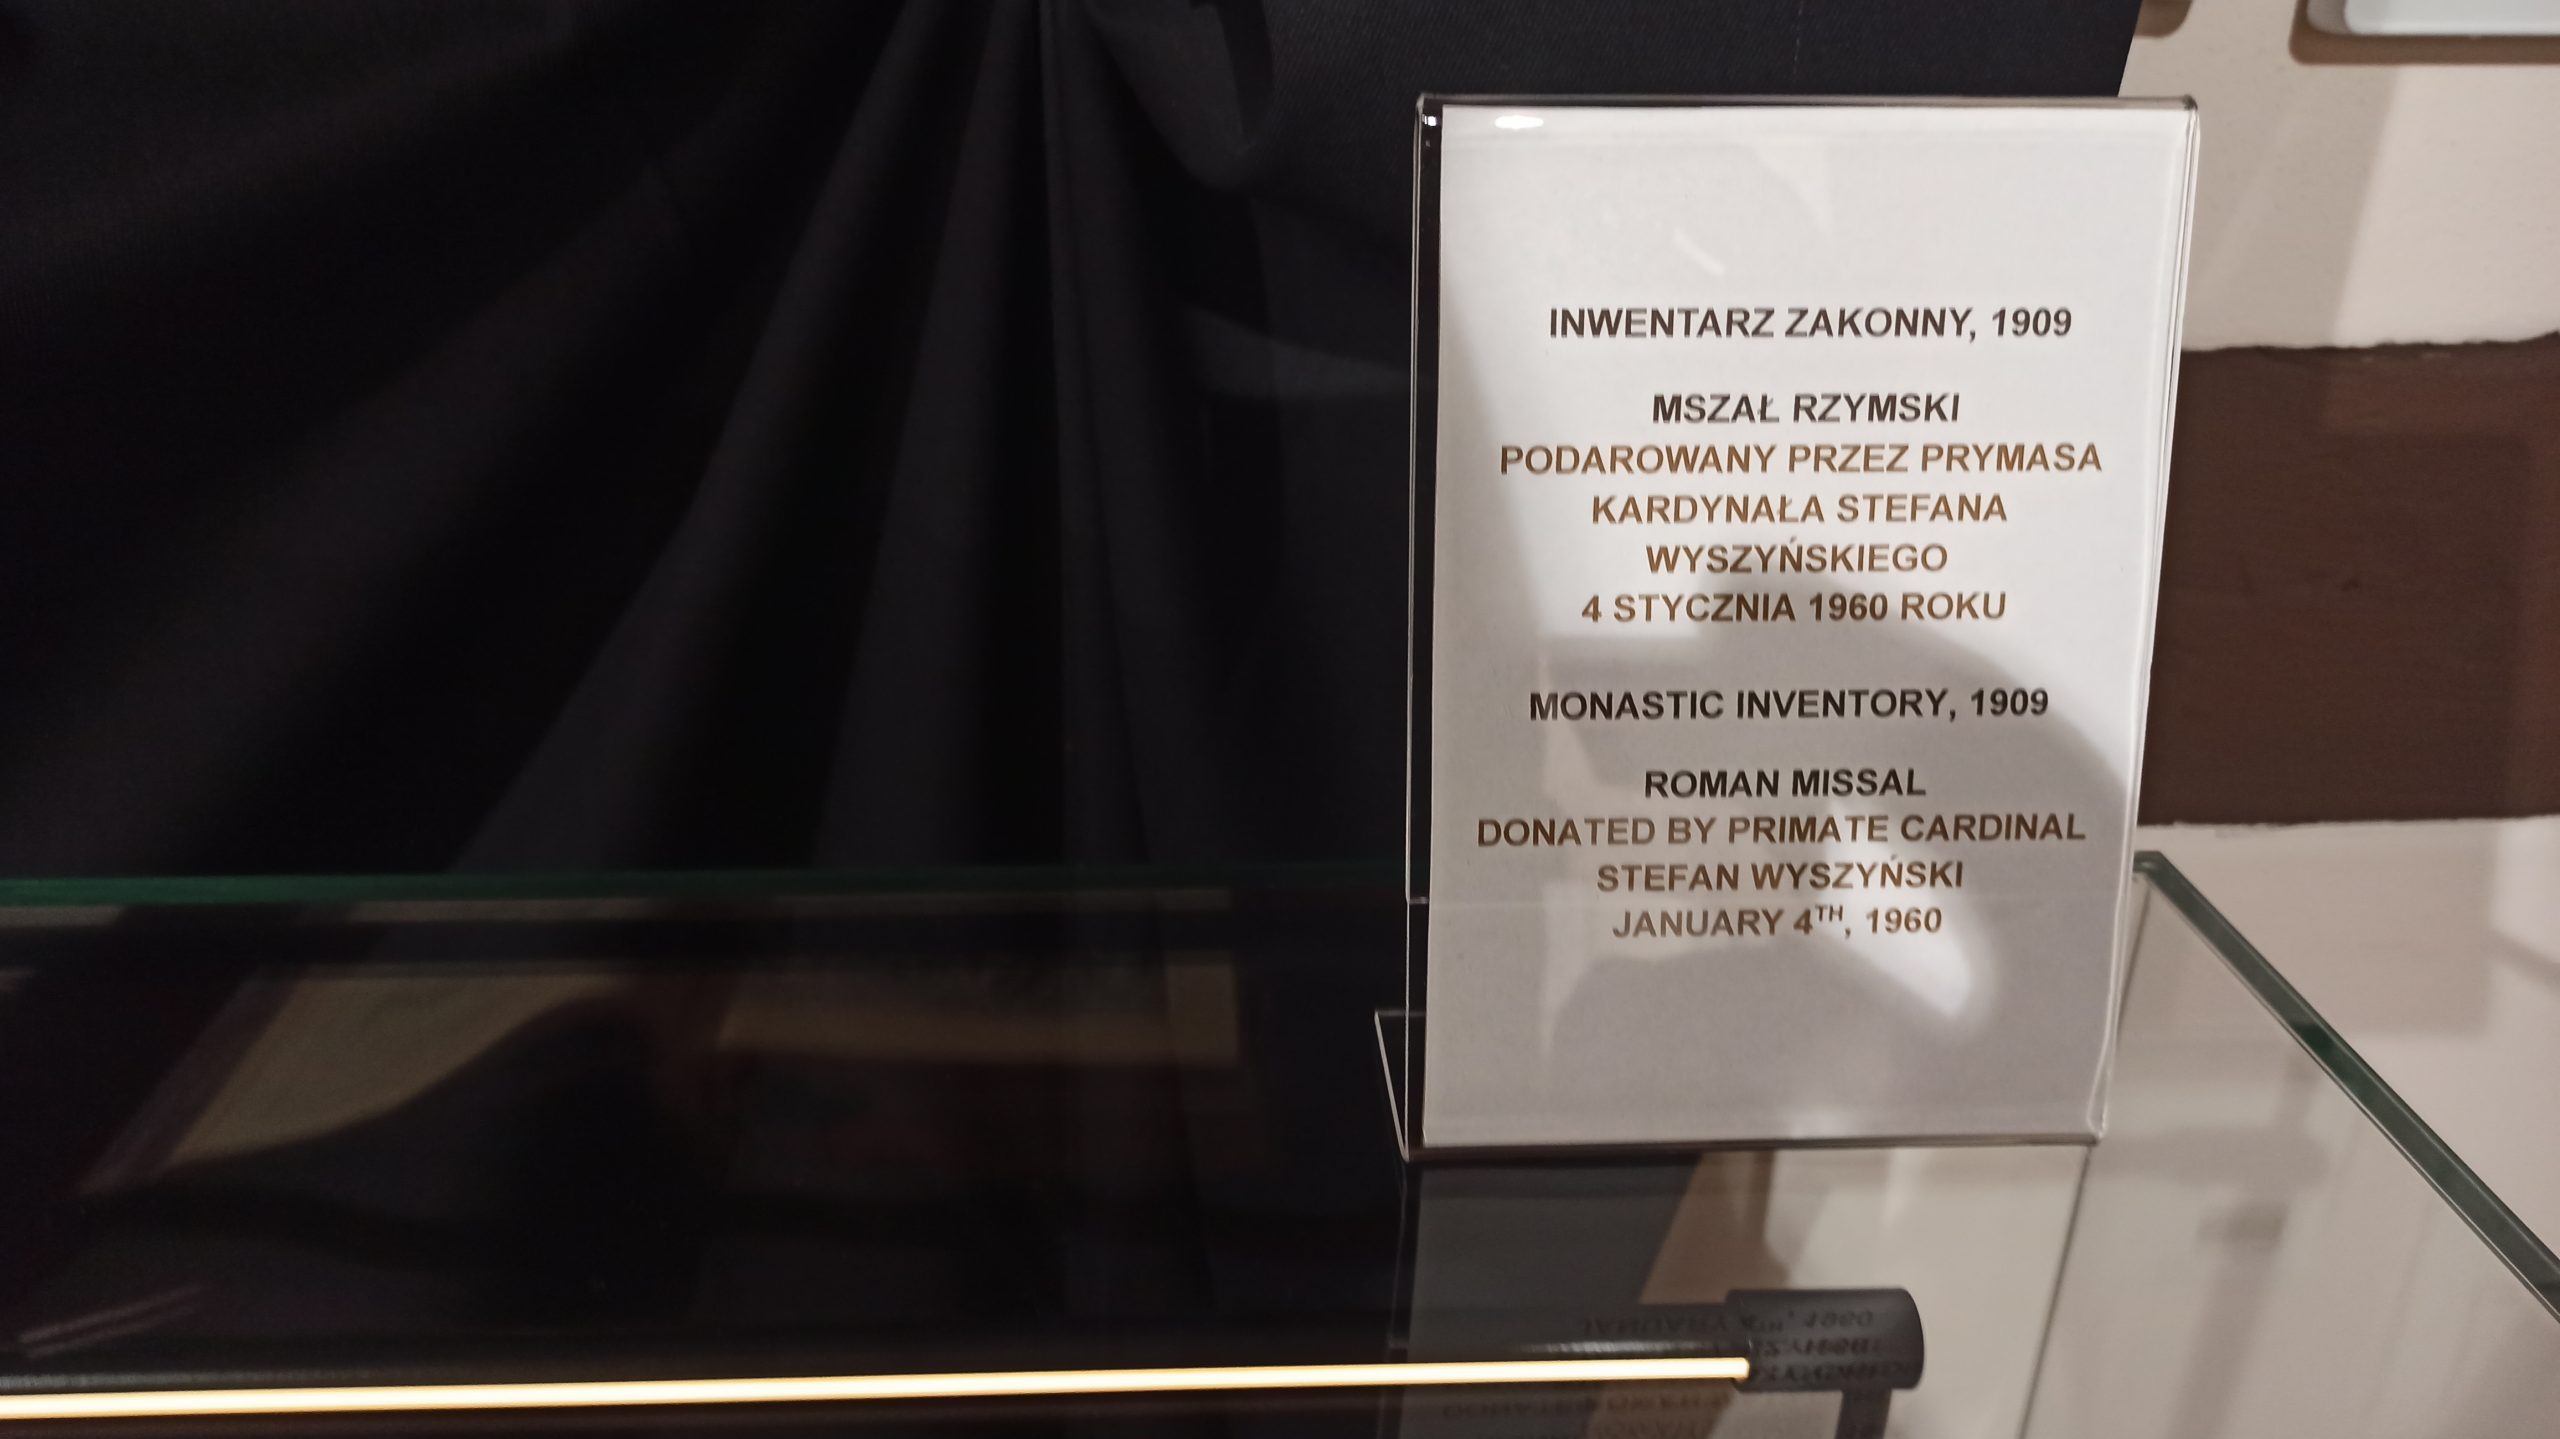 INWENTARZ ZAKONNY, 1909
MSZAŁ RZYMSKI
PODAROWANY PRZEZ PRYMASA
KARDYNAŁA STEFANA
WYSZYŃSKIEGO
4 STYCZNIA 1960 ROKU
MONASTIC INVENTORY, 1909
ROMAN MISSAL
DONATED BY PRIMATE CARDINAL
STEFAN WYSZYŃSKI
JANUARY 4TH, 1960